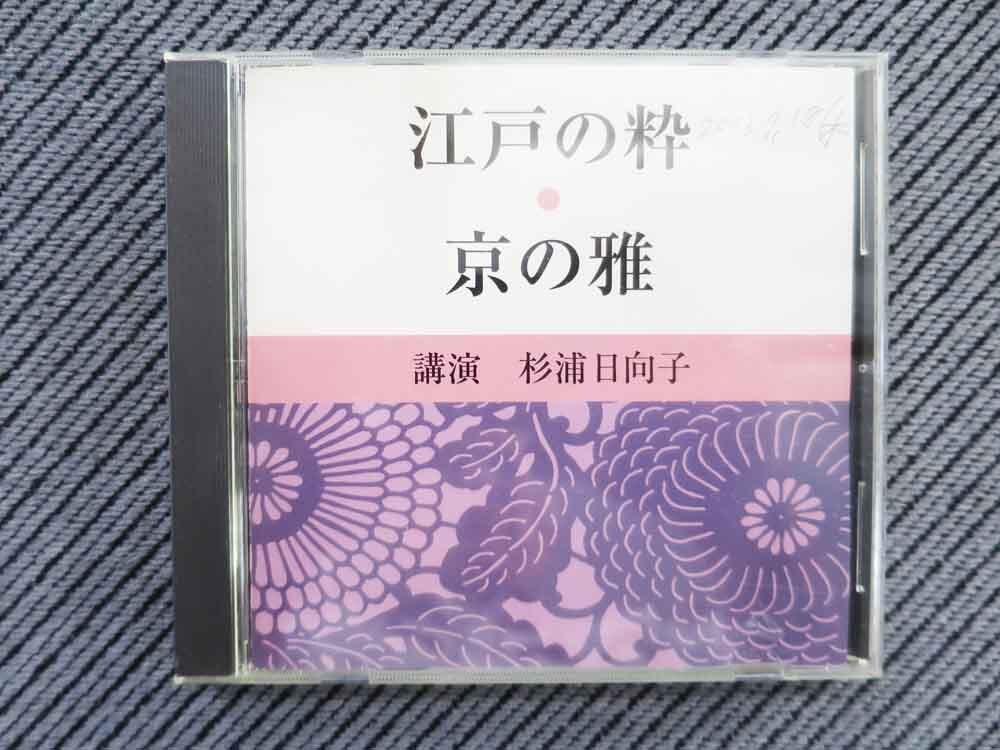 江戸の粋
京の雅
講演 杉浦日向子